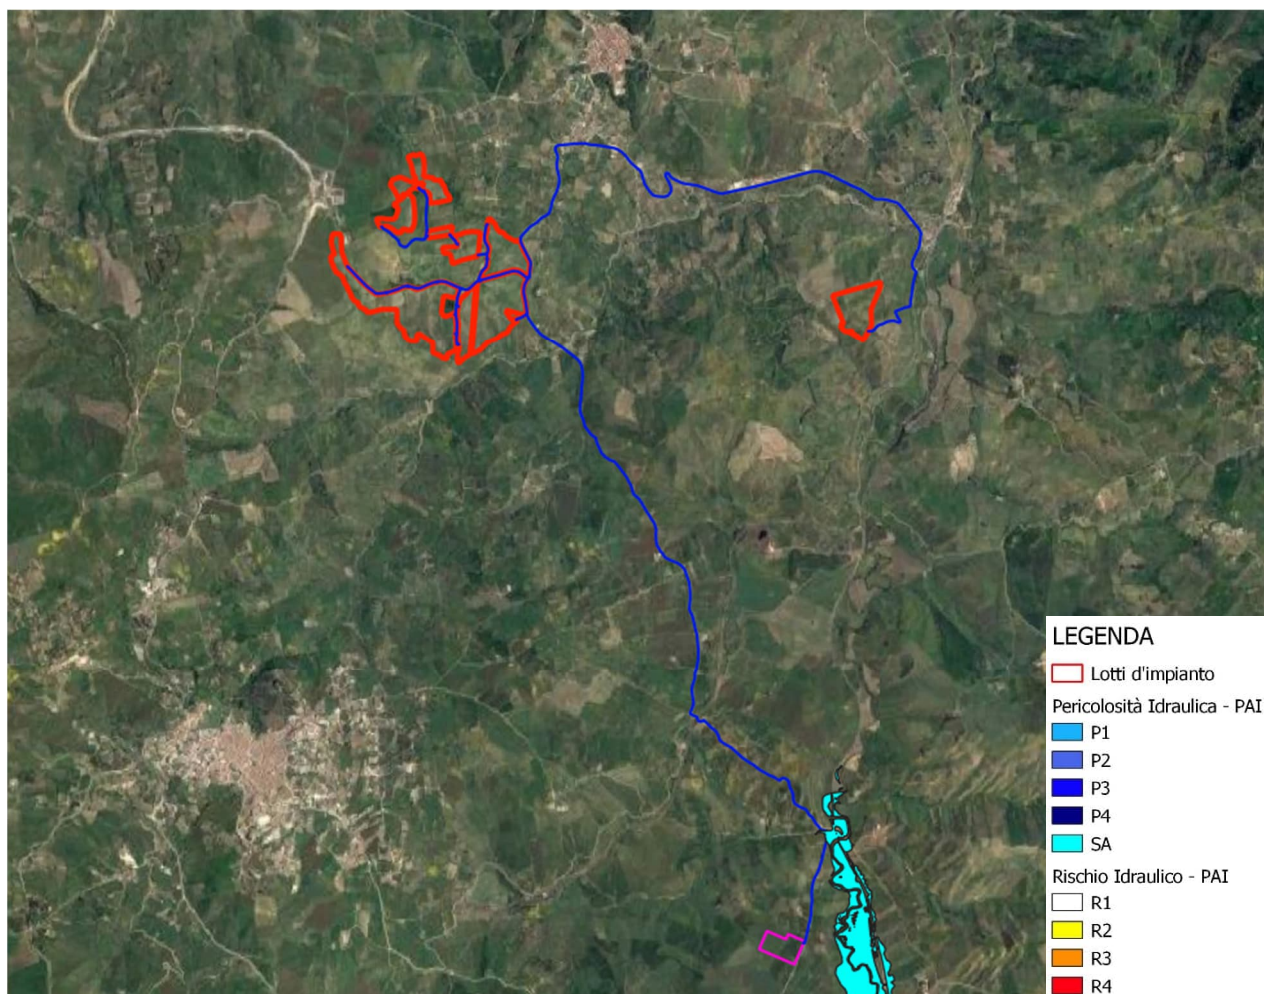 LEGENDA
Lotti d'impianto
Pericolosità Idraulica - PAI
P1
P2
P3
P4
SA
Rischio Idraulico - PAI
R1
R2
R3
R4